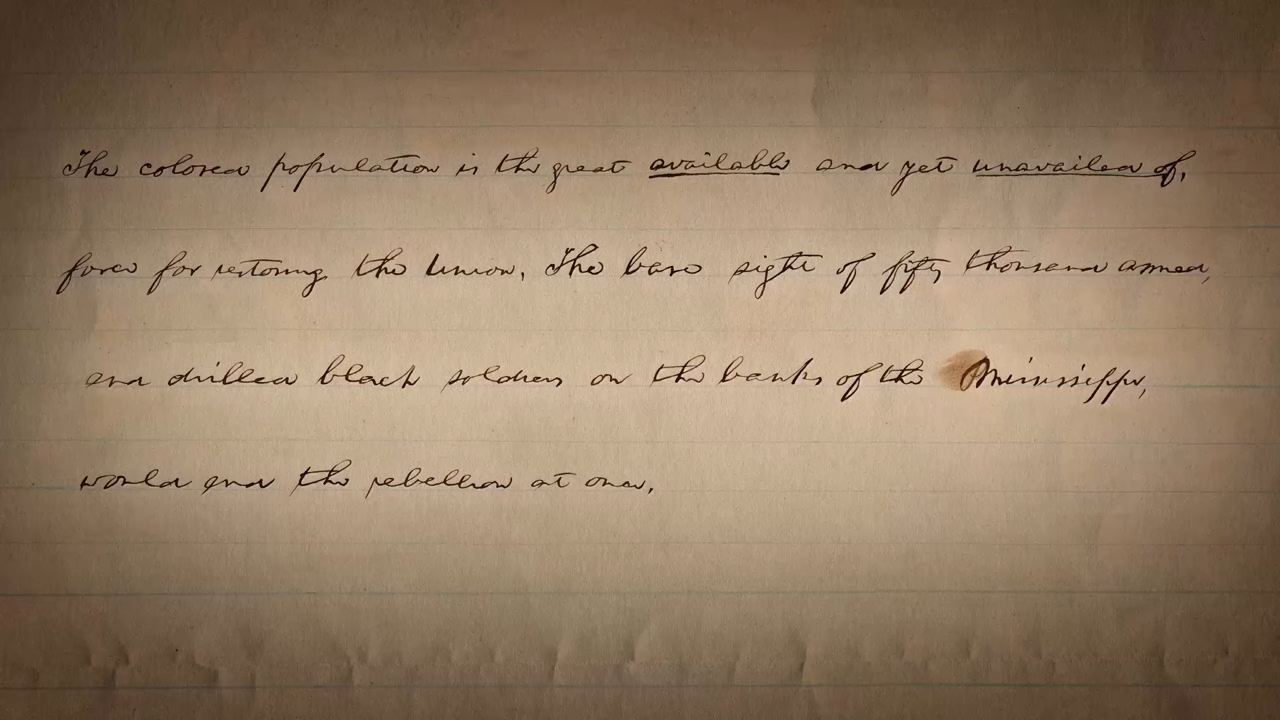 The colored population is the great available and yet unavailed of,
force for restoring the Union. The bare sight of fifty thousand armed,
and drilled black soldiers on the banks of the Mississippi,
would end the rebellion at once.